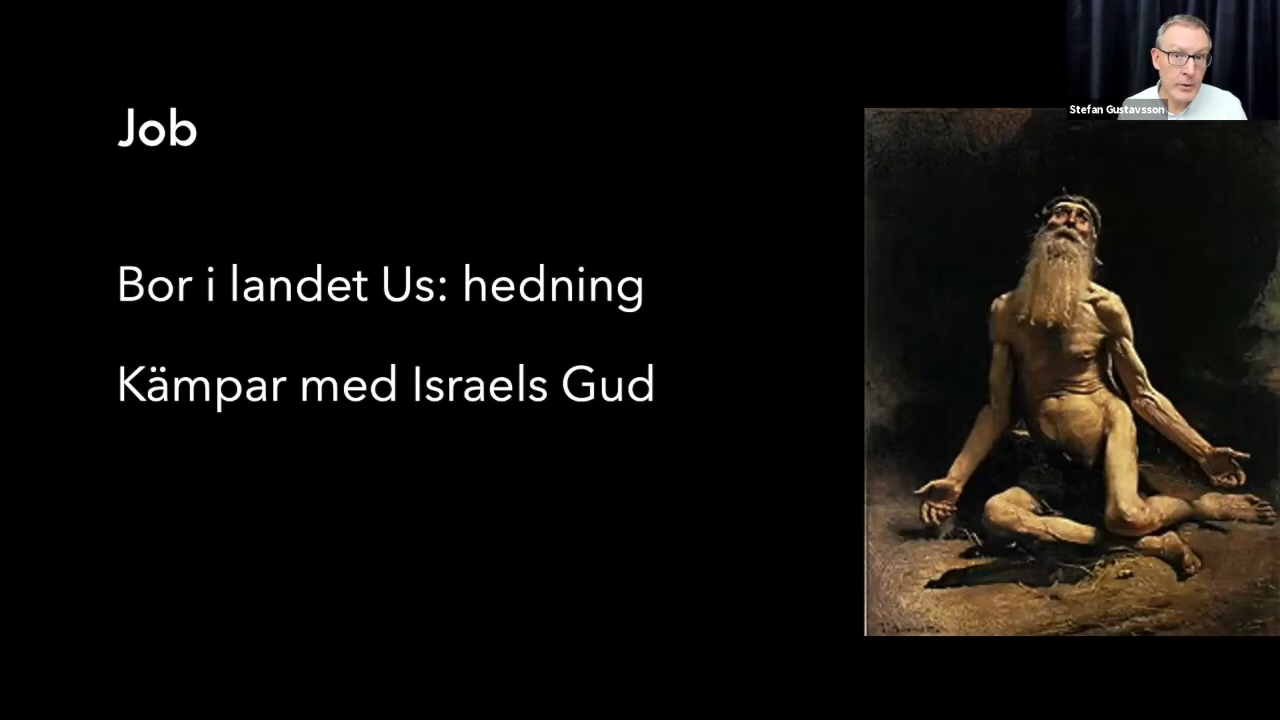 Job
Stefan Gustavsson
Bor i landet Us: hedning
Kämpar med Israels Gud